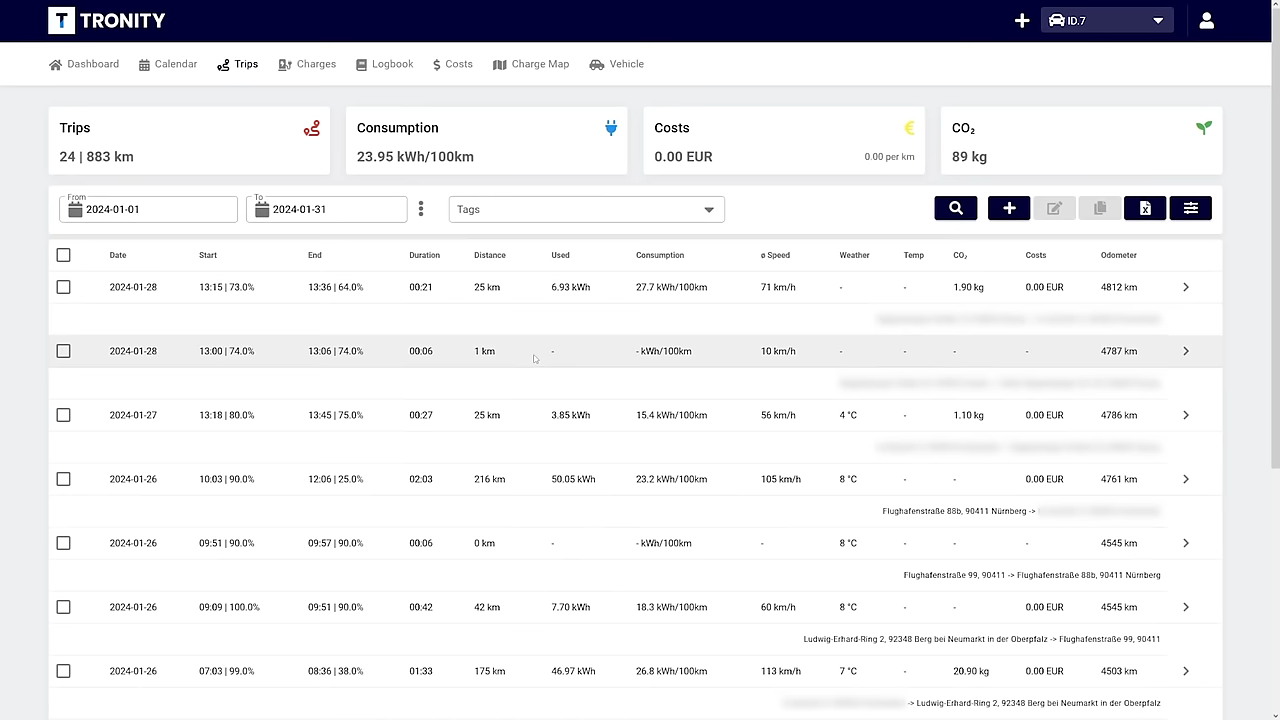 TRONITY
ID.7
Dashboard Calendar Trips Charges Logbook Costs Charge Map Vehicle
Trips Consumption Costs CO₂
24 | 883 km 23.95 kWh/100km 0.00 EUR 0.00 per km 89 kg
From To
2024-01-01 2024-01-31 Tags
Date Start End Duration Distance Used Consumption ø Speed Weather Temp CO₂ Costs Odometer
2024-01-28 13:15 | 73.0% 13:36 | 64.0% 00:21 25 km 6.93 kWh 27.7 kWh/100km 71 km/h - - 1.90 kg 0.00 EUR 4812 km
2024-01-28 13:00 | 74.0% 13:06 | 74.0% 00:06 1 km - - kWh/100km 10 km/h - - - - 4787 km
2024-01-27 13:18 | 80.0% 13:45 | 75.0% 00:27 25 km 3.85 kWh 15.4 kWh/100km 56 km/h 4 °C - 1.10 kg 0.00 EUR 4786 km
2024-01-26 10:03 | 90.0% 12:06 | 25.0% 02:03 216 km 50.05 kWh 23.2 kWh/100km 105 km/h 8 °C - - 0.00 EUR 4761 km
Flughafenstraße 88b, 90411 Nürnberg ->
2024-01-26 09:51 | 90.0% 09:57 | 90.0% 00:06 0 km - - kWh/100km - 8 °C - - - 4545 km
Flughafenstraße 99, 90411 -> Flughafenstraße 88b, 90411 Nürnberg
2024-01-26 09:09 | 100.0% 09:51 | 90.0% 00:42 42 km 7.70 kWh 18.3 kWh/100km 60 km/h 8 °C - - 0.00 EUR 4545 km
Ludwig-Erhard-Ring 2, 92348 Berg bei Neumarkt in der Oberpfalz -> Flughafenstraße 99, 90411
2024-01-26 07:03 | 99.0% 08:36 | 38.0% 01:33 175 km 46.97 kWh 26.8 kWh/100km 113 km/h 7 °C - 20.90 kg 0.00 EUR 4503 km
-> Ludwig-Erhard-Ring 2, 92348 Berg bei Neumarkt in der Oberpfalz